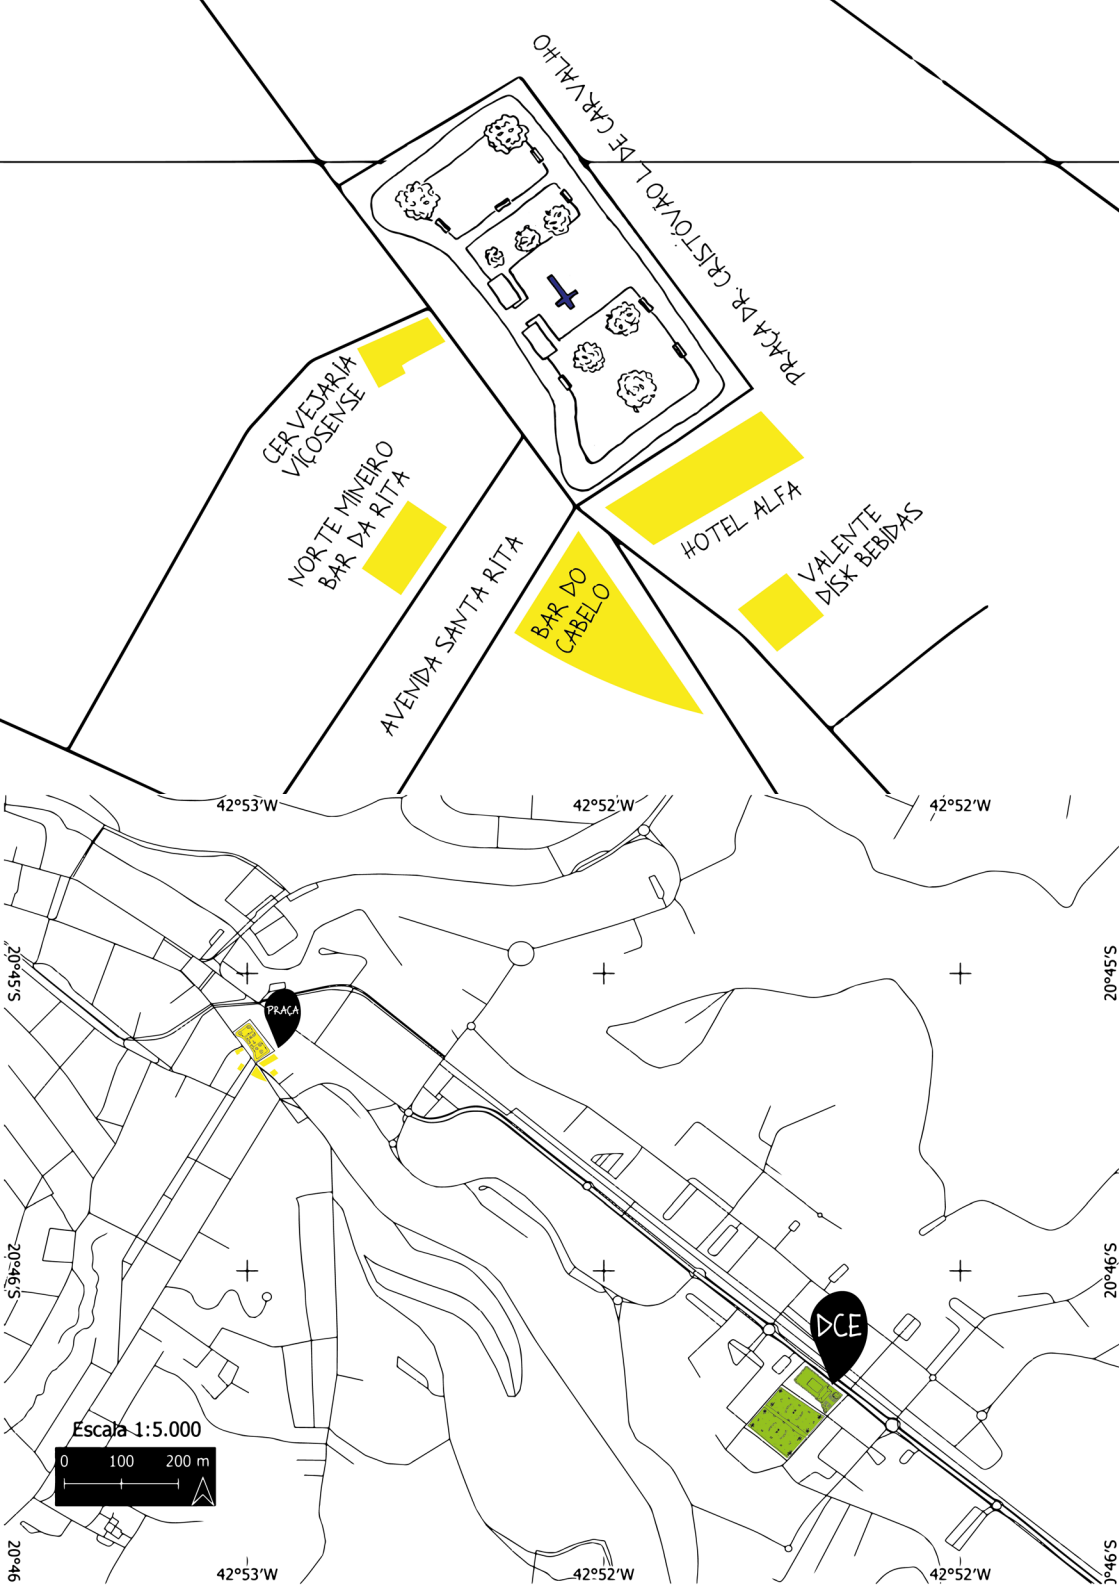 PRAÇA DR. CRISTÓVÃO L DE CARVALHO
CERVEJARIA
VIÇOSENSE
NORTE MINEIRO
BAR DA RITA
HOTEL ALFA
VALENTE
DISK BEBIDAS
BAR DO
CABELO
AVENIDA SANTA RITA
42°53'W
42°52'W
42°52'W
20°45'S
20°45'S
PRAÇA
20°46'S
20°46'S
DCE
Escala 1:5.000
0 100 200 m
20°46
42°53'W
42°52'W
42°52'W
°46'S